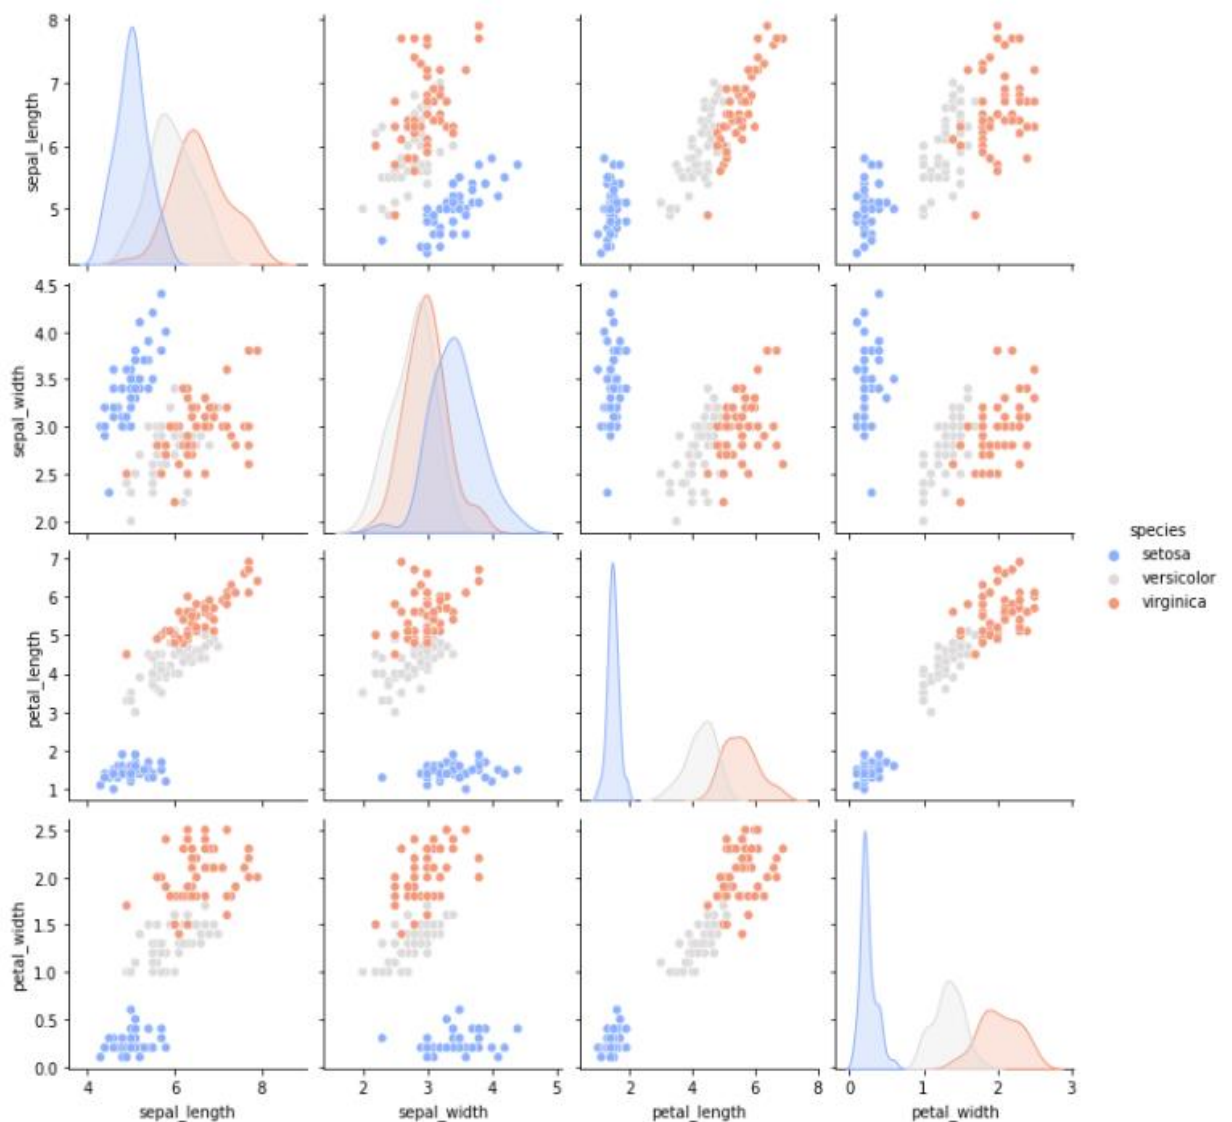 8
7
6
5
sepal_length
4.5
4.0
3.5
3.0
2.5
2.0
sepal_width
7
6
5
4
3
2
1
petal_length
2.5
2.0
1.5
1.0
0.5
0.0
petal_width
4 6 8
sepal_length
2 3 4 5
sepal_width
2 4 6 8
petal_length
0 1 2 3
petal_width
species
setosa
versicolor
virginica